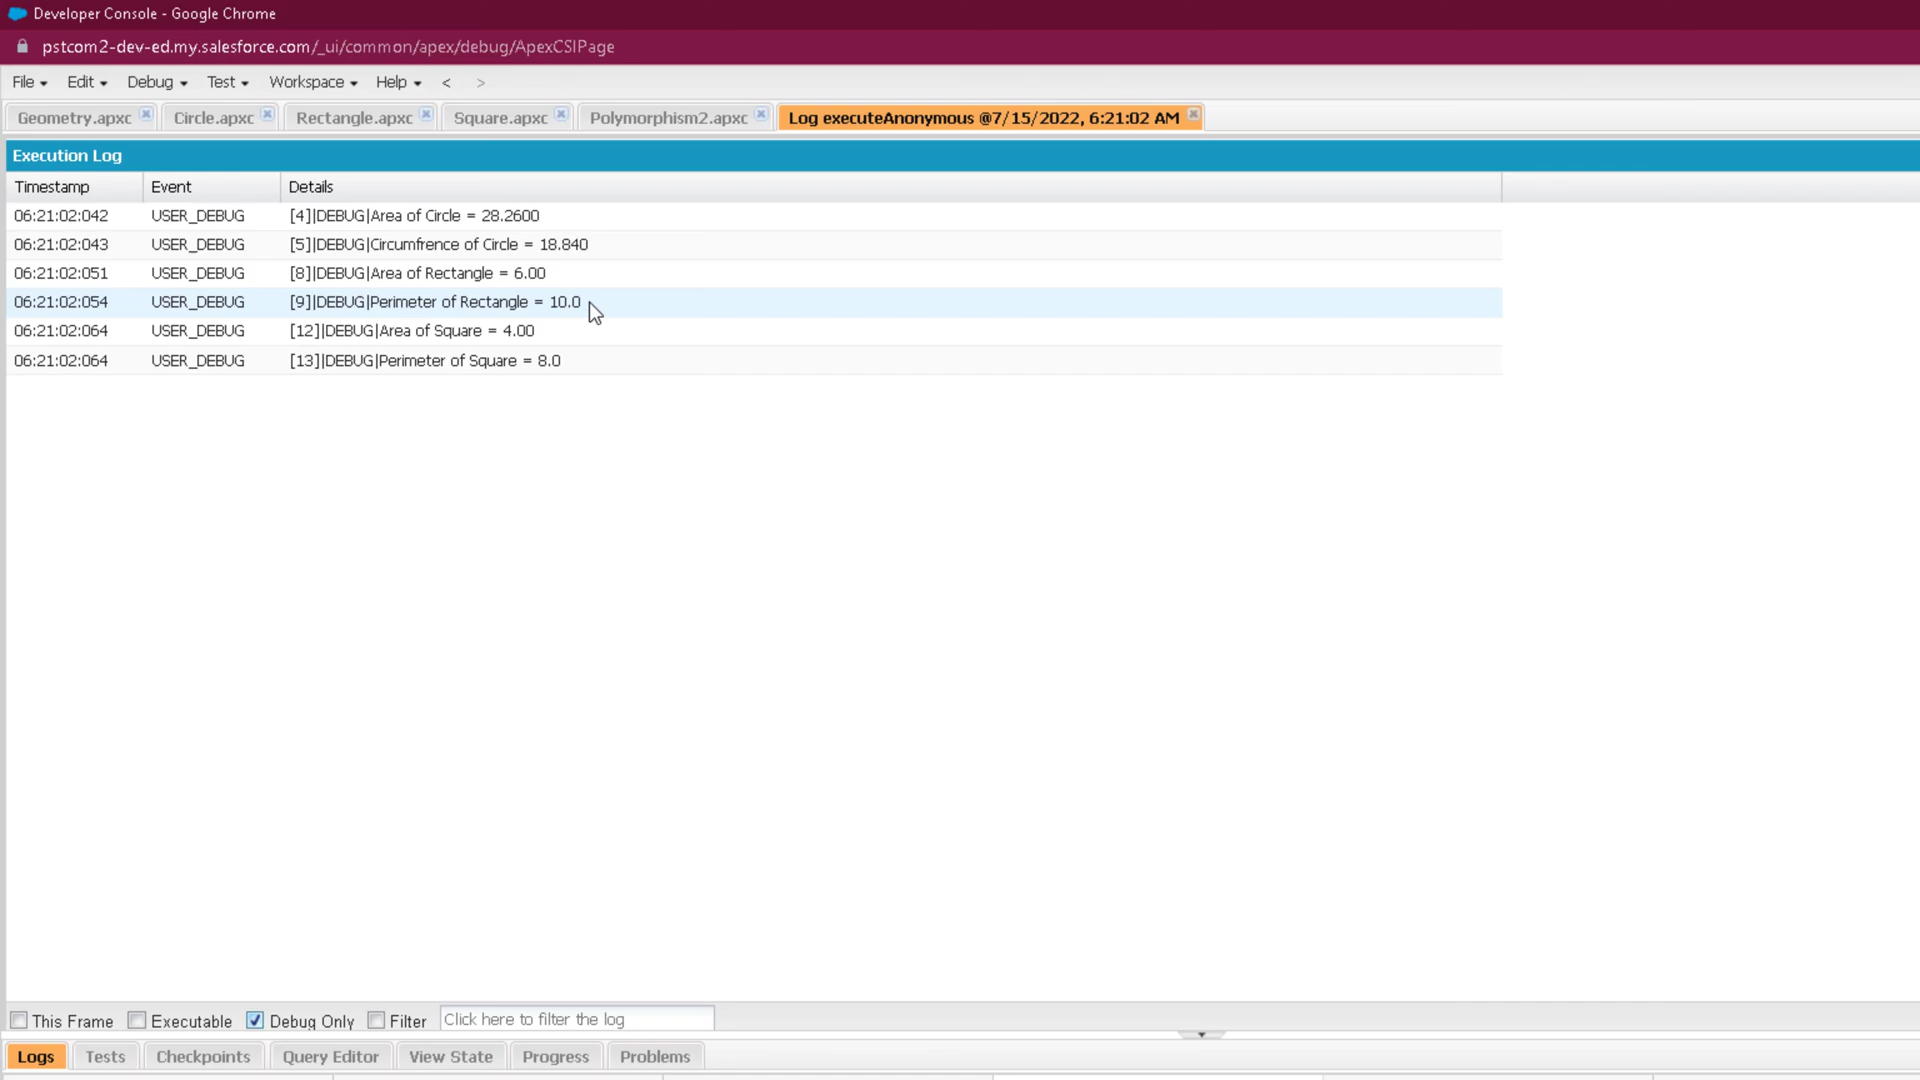 Developer Console - Google Chrome
pstcom2-dev-ed.my.salesforce.com/_ui/common/apex/debug/ApexCSIPage
File Edit Debug Test Workspace Help < >
Geometry.apxc Circle.apxc Rectangle.apxc Square.apxc Polymorphism2.apxc Log executeAnonymous @7/15/2022, 6:21:02 AM
Execution Log
Timestamp Event Details
06:21:02:042 USER_DEBUG [4]|DEBUG|Area of Circle = 28.2600
06:21:02:043 USER_DEBUG [5]|DEBUG|Circumfrence of Circle = 18.840
06:21:02:051 USER_DEBUG [8]|DEBUG|Area of Rectangle = 6.00
06:21:02:054 USER_DEBUG [9]|DEBUG|Perimeter of Rectangle = 10.0
06:21:02:064 USER_DEBUG [12]|DEBUG|Area of Square = 4.00
06:21:02:064 USER_DEBUG [13]|DEBUG|Perimeter of Square = 8.0
This Frame Executable Debug Only Filter Click here to filter the log
Logs Tests Checkpoints Query Editor View State Progress Problems